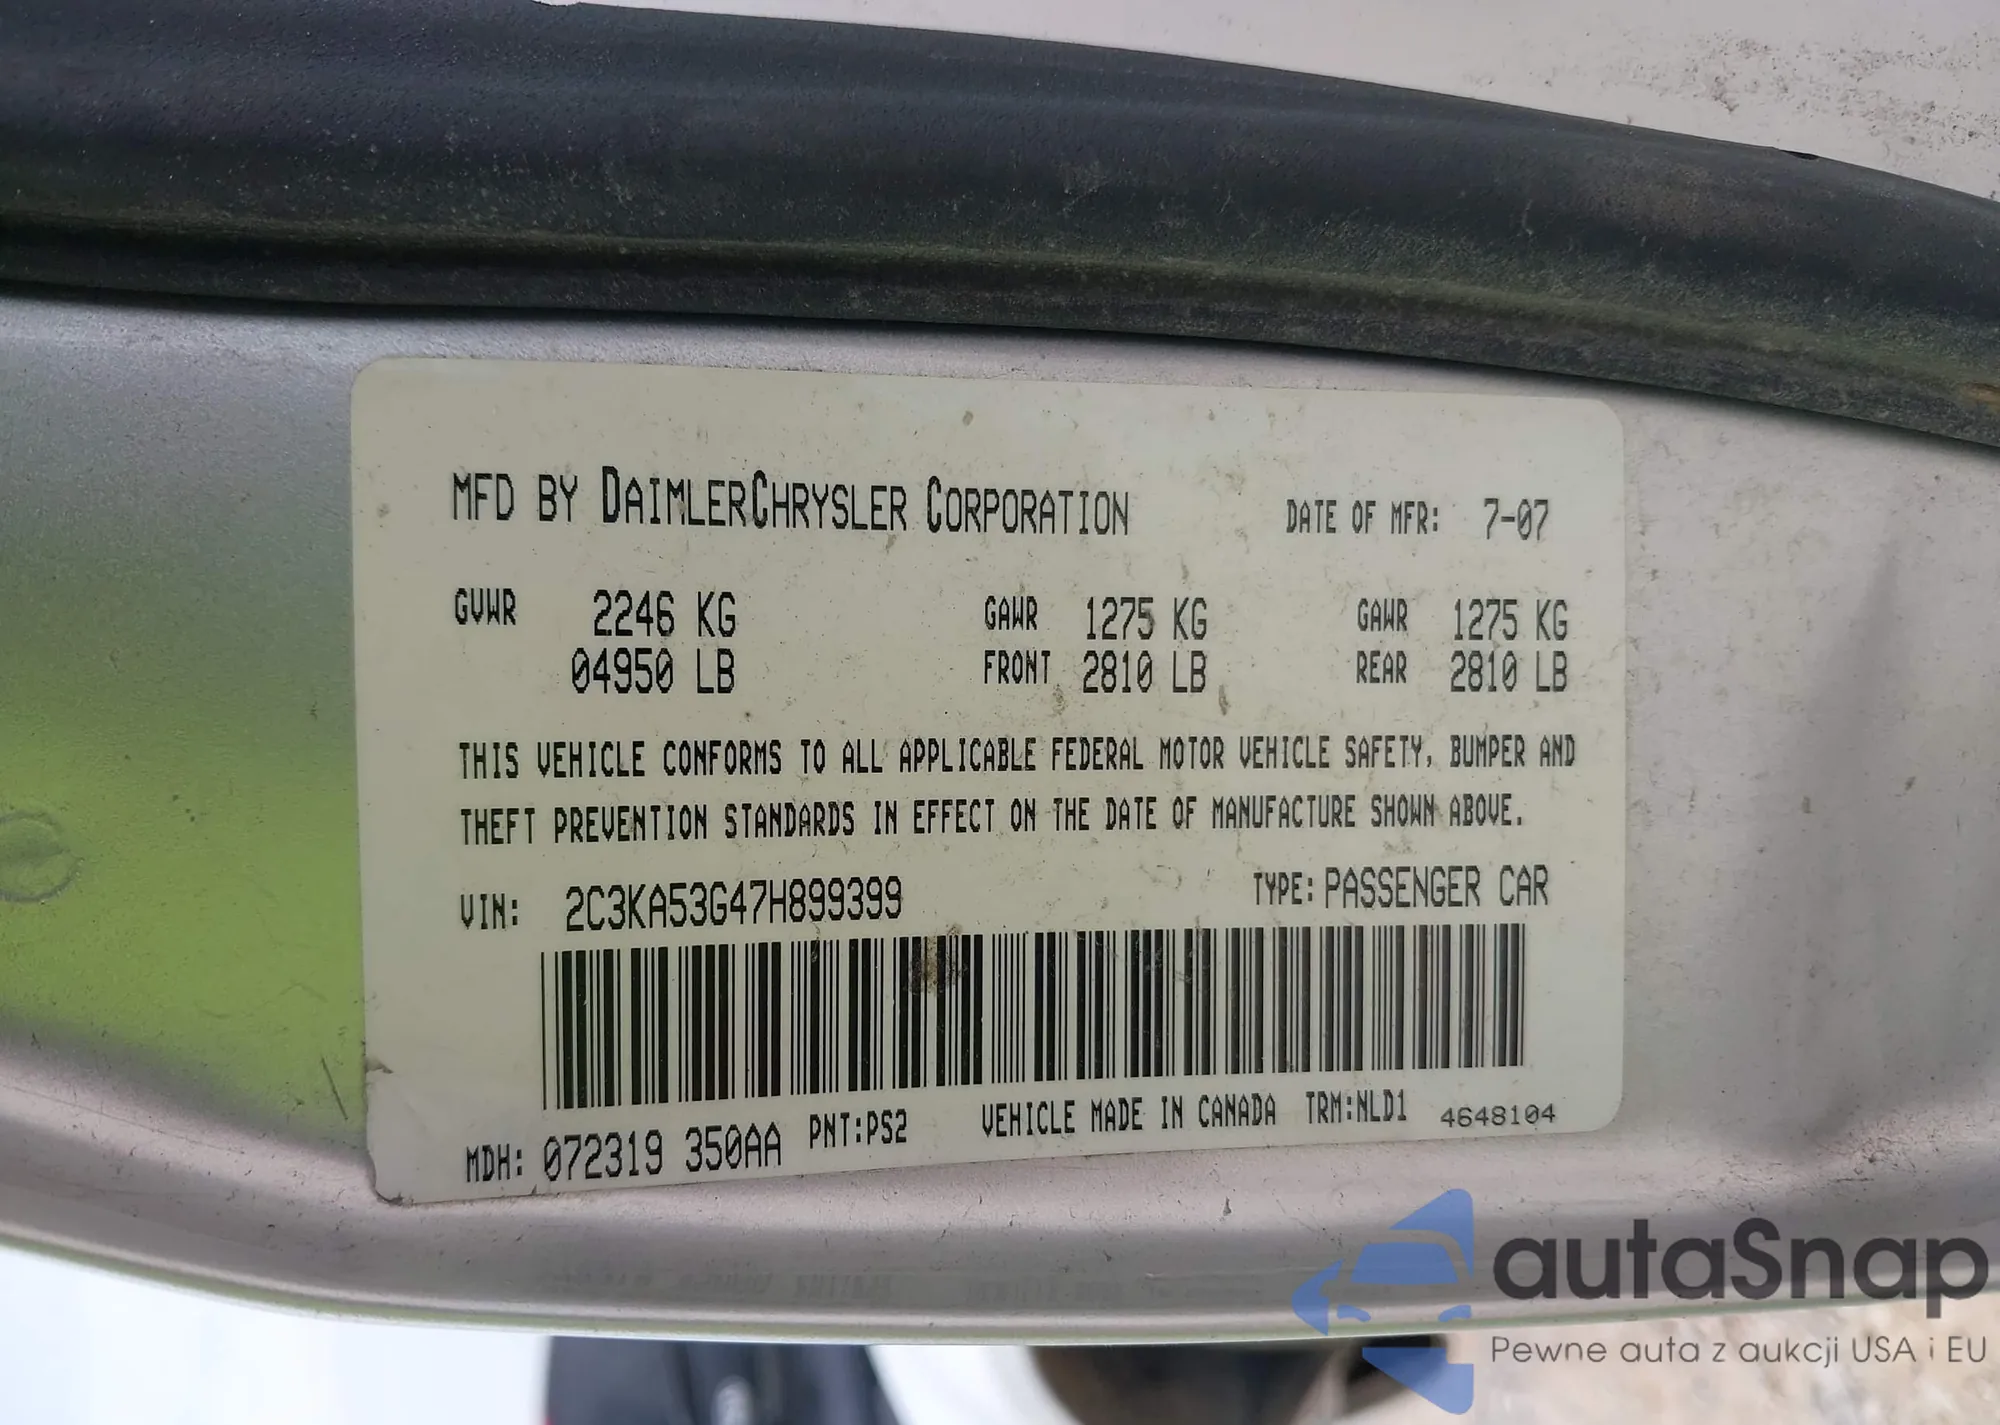 MFD BY DAIMLERCHRYSLER CORPORATION DATE OF MFR: 7-07
GVWR 2246 KG GAWR 1275 KG GAWR 1275 KG
04950 LB FRONT 2810 LB REAR 2810 LB
THIS VEHICLE CONFORMS TO ALL APPLICABLE FEDERAL MOTOR VEHICLE SAFETY, BUMPER AND
THEFT PREVENTION STANDARDS IN EFFECT ON THE DATE OF MANUFACTURE SHOWN ABOVE.
VIN: 2C3KA53G47H899399 TYPE: PASSENGER CAR
MDH: 072319 350AA PNT:PS2 VEHICLE MADE IN CANADA TRM:NLD1 4648104
autaSnap
Pewne auta z aukcji USA i EU